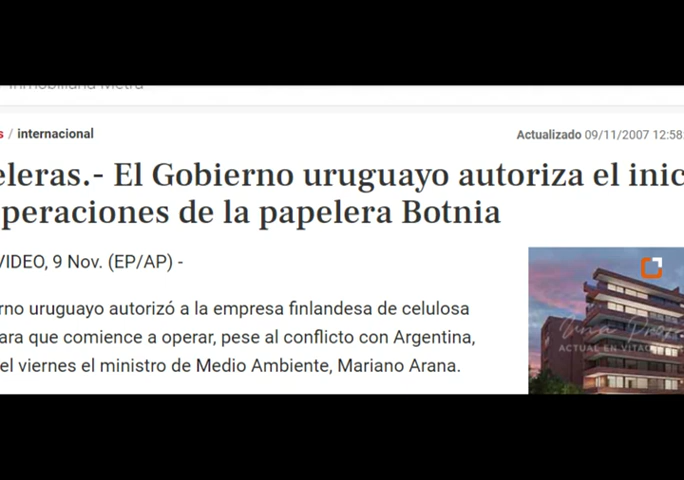 Inmobiliaria Metra
s / internacional
Actualizado 09/11/2007 12:58:
eleras.- El Gobierno uruguayo autoriza el inic
peraciones de la papelera Botnia
VIDEO, 9 Nov. (EP/AP) -
rno uruguayo autorizó a la empresa finlandesa de celulosa
ara que comience a operar, pese al conflicto con Argentina,
el viernes el ministro de Medio Ambiente, Mariano Arana.
ACTUAL EN VITAC